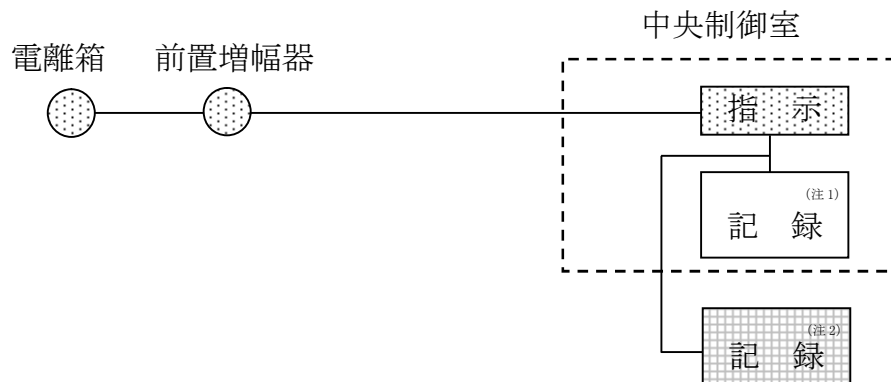 中央制御室
電離箱
前置増幅器
指 示
(注1)
記 録
(注2)
記 録